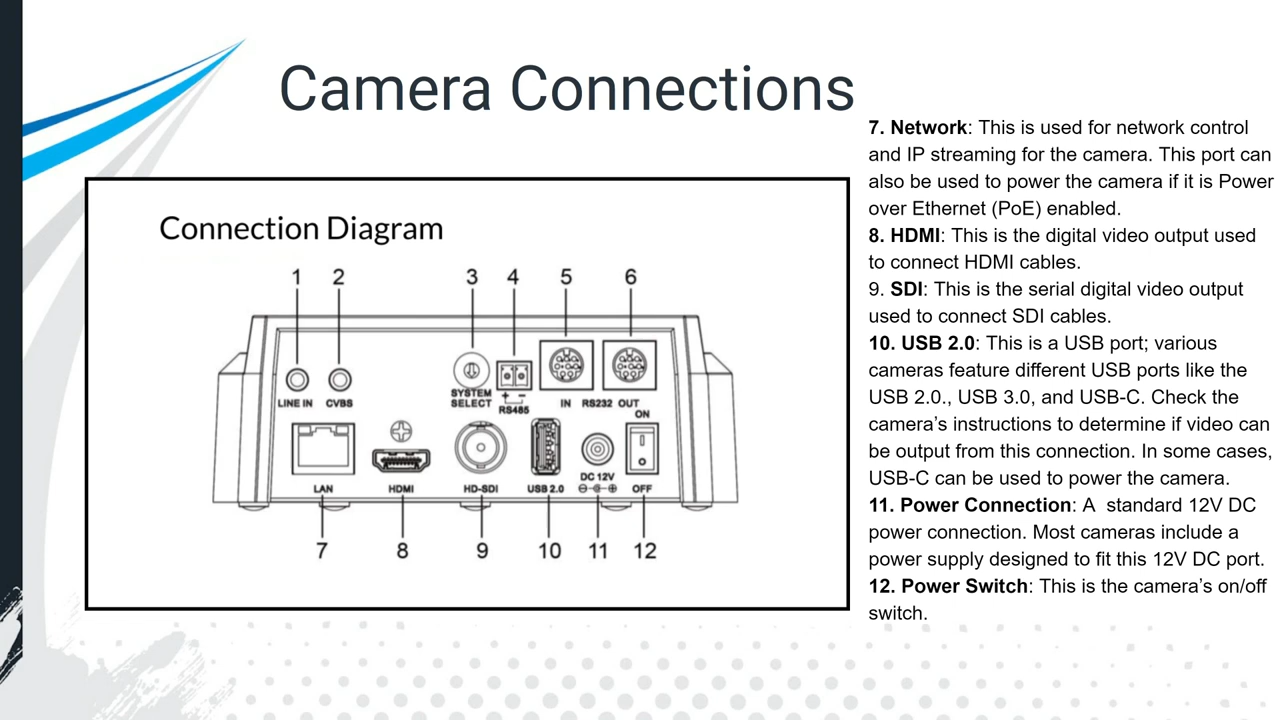 Camera Connections
Connection Diagram
1 2 3 4 5 6
LINE IN CVBS SYSTEM SELECT + - RS485 IN RS232 OUT
ON
DC 12V
LAN HDMI HD-SDI USB 2.0 OFF
7 8 9 10 11 12
7. Network: This is used for network control
and IP streaming for the camera. This port can
also be used to power the camera if it is Power
over Ethernet (PoE) enabled.
8. HDMI: This is the digital video output used
to connect HDMI cables.
9. SDI: This is the serial digital video output
used to connect SDI cables.
10. USB 2.0: This is a USB port; various
cameras feature different USB ports like the
USB 2.0., USB 3.0, and USB-C. Check the
camera’s instructions to determine if video can
be output from this connection. In some cases,
USB-C can be used to power the camera.
11. Power Connection: A  standard 12V DC
power connection. Most cameras include a
power supply designed to fit this 12V DC port.
12. Power Switch: This is the camera’s on/off
switch.